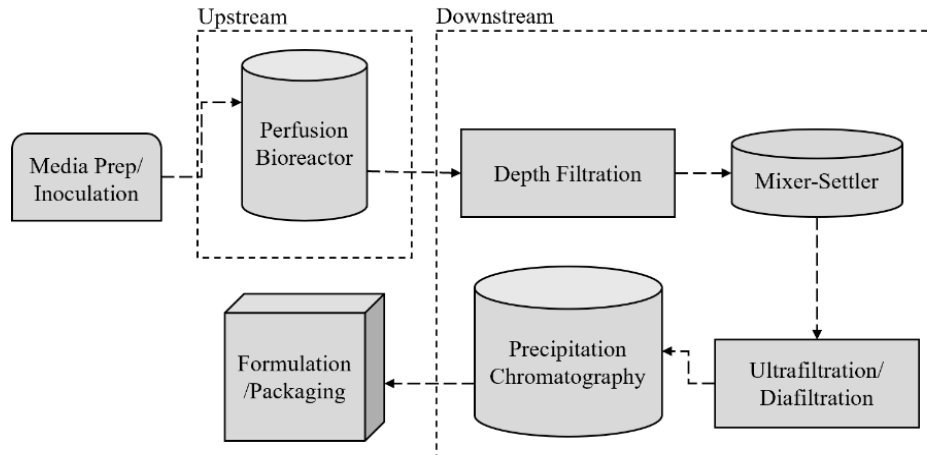 Upstream
Downstream
Media Prep/
Inoculation
Perfusion
Bioreactor
Depth Filtration
Mixer-Settler
Ultrafiltration/
Diafiltration
Precipitation
Chromatography
Formulation
/Packaging